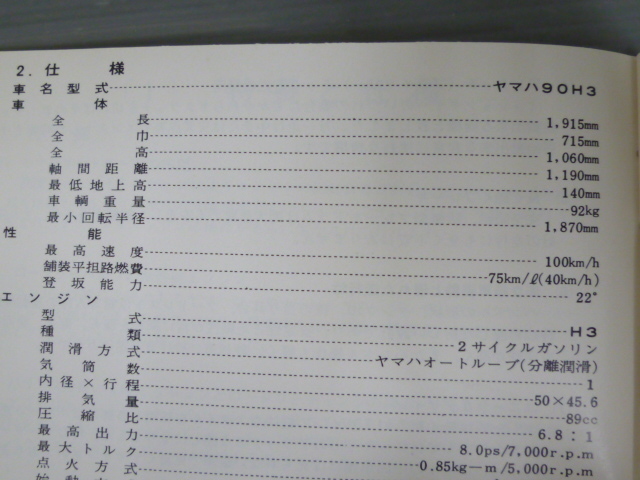 2. 仕様
車名型式 ヤマハ90H3
車体
全長 1,915mm
全巾 715mm
全高 1,060mm
軸間距離 1,190mm
最低地上高 140mm
車輌重量 92kg
最小回転半径 1,870mm
性能
最高速度 100km/h
舗装平担路燃費 75km/ℓ(40km/h)
登坂能力 22°
エンジン
型式 H3
種類 2サイクルガソリン
潤滑方式 ヤマハオートルーブ(分離潤滑)
気筒数 1
内径×行程 50×45.6
排気量 89cc
圧縮比 6.8:1
最高出力 8.0ps/7,000r.p.m
最大トルク 0.85kg-m/5,000r.p.m
点火方式